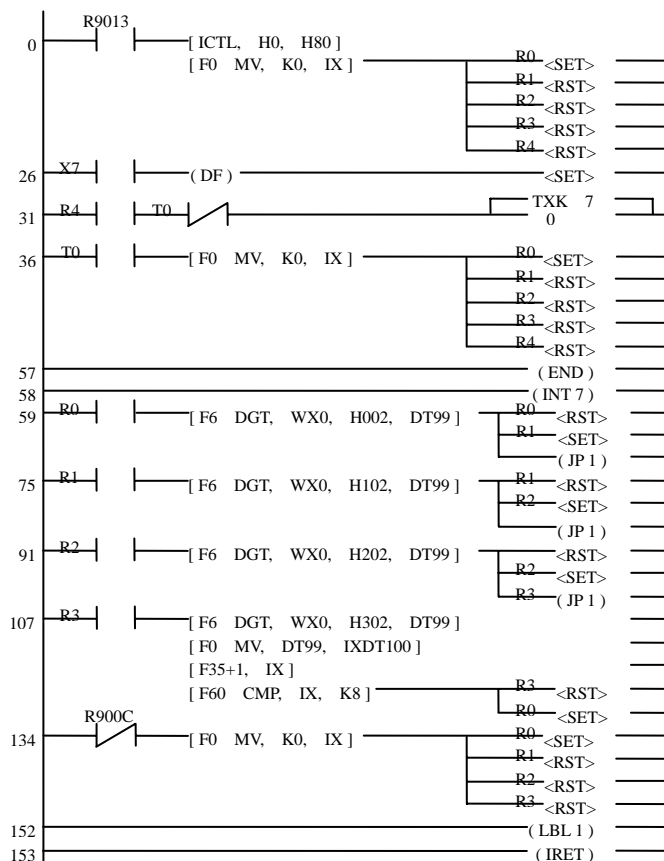 R9013
0 [ ICTL, H0, H80 ]
[ F0 MV, K0, IX ] R0 <SET>
R1 <RST>
R2 <RST>
R3 <RST>
R4 <RST>
26 X7 ( DF ) <SET>
31 R4 T0 TXK 7
0
36 T0 [ F0 MV, K0, IX ] R0 <SET>
R1 <RST>
R2 <RST>
R3 <RST>
R4 <RST>
57 ( END )
58 ( INT 7 )
59 R0 [ F6 DGT, WX0, H002, DT99 ] R0 <RST>
R1 <SET>
( JP 1 )
75 R1 [ F6 DGT, WX0, H102, DT99 ] R1 <RST>
R2 <SET>
( JP 1 )
91 R2 [ F6 DGT, WX0, H202, DT99 ] <RST>
R2 <SET>
R3 ( JP 1 )
107 R3 [ F6 DGT, WX0, H302, DT99 ]
[ F0 MV, DT99, IXDT100 ]
[ F35+1, IX ]
[ F60 CMP, IX, K8 ] R3 <RST>
R0 <SET>
R900C
134 [ F0 MV, K0, IX ] R0 <SET>
R1 <RST>
R2 <RST>
R3 <RST>
152 ( LBL 1 )
153 ( IRET )